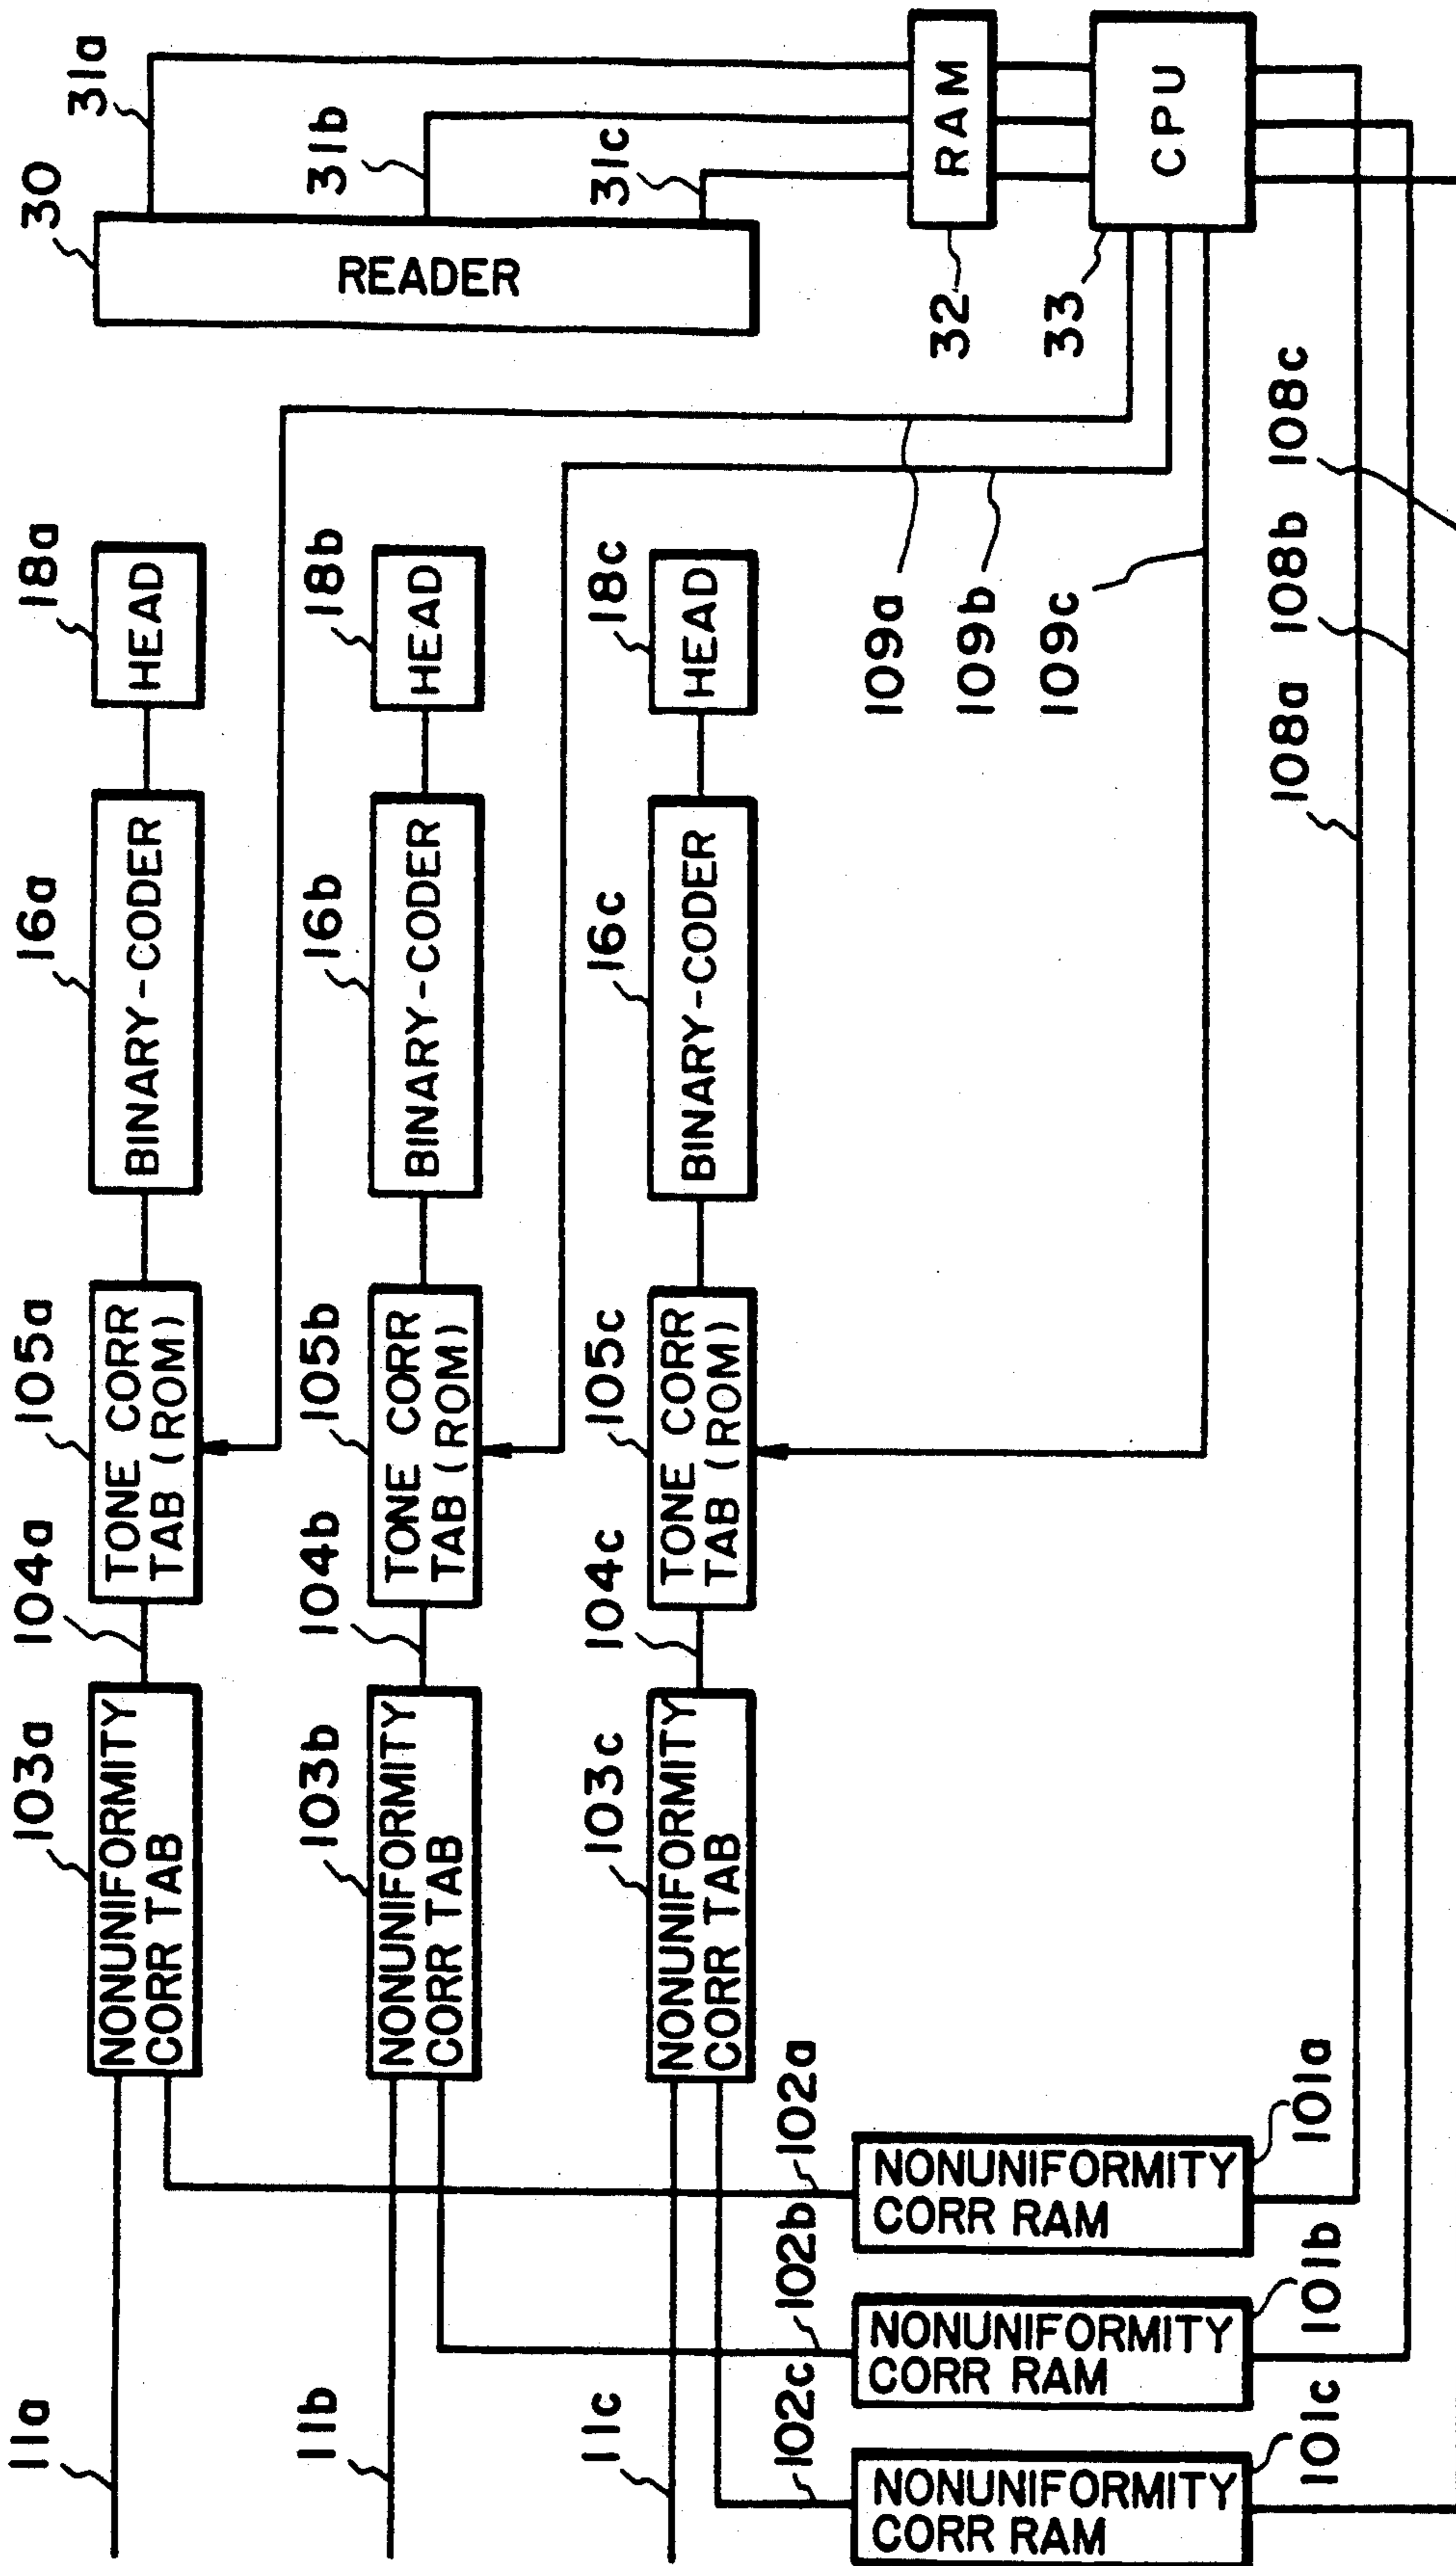 11a
103a
NONUNIFORMITY
CORR TAB
104a
105a
TONE CORR
TAB (ROM)
16a
BINARY-CODER
18a
HEAD
30
READER
31a
31b
31c
11b
103b
NONUNIFORMITY
CORR TAB
104b
105b
TONE CORR
TAB (ROM)
16b
BINARY-CODER
18b
HEAD
11c
103c
NONUNIFORMITY
CORR TAB
104c
105c
TONE CORR
TAB (ROM)
16c
BINARY-CODER
18c
HEAD
102a
102b
102c
NONUNIFORMITY
CORR RAM
101a
NONUNIFORMITY
CORR RAM
101b
NONUNIFORMITY
CORR RAM
101c
109a
109b
109c
RAM
32
CPU
33
108a
108b
108c